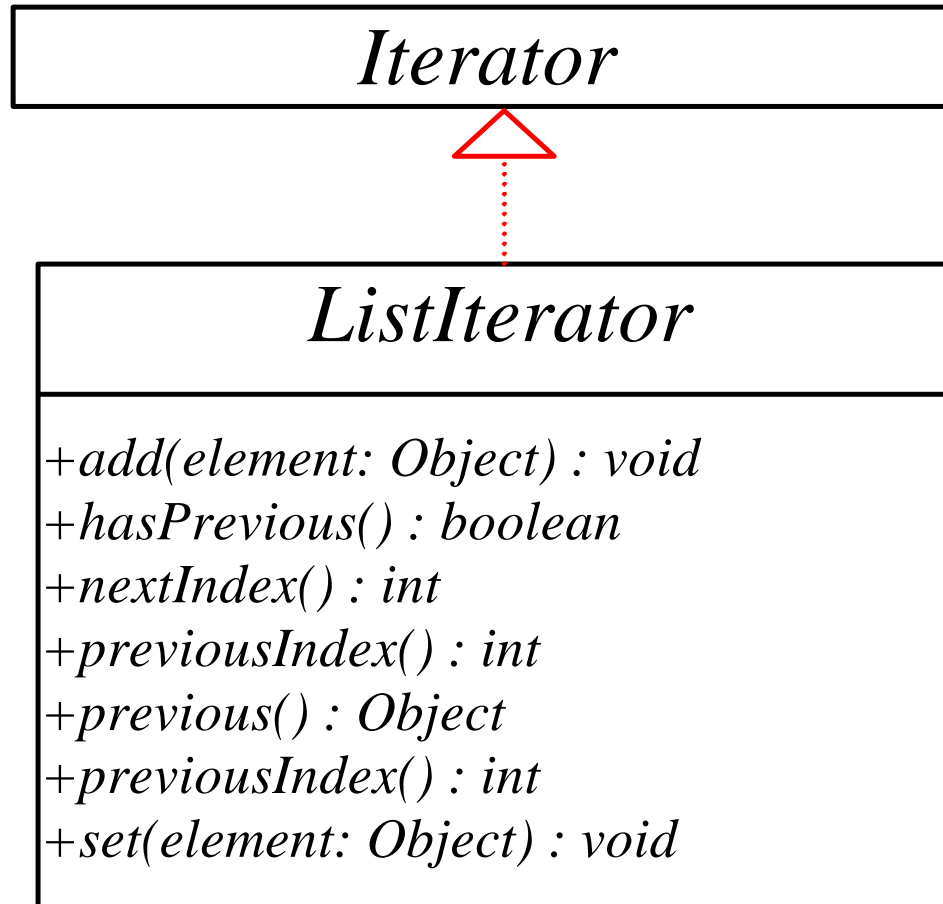 Iterator
ListIterator
+add(element: Object) : void
+hasPrevious() : boolean
+nextIndex() : int
+previousIndex() : int
+previous() : Object
+previousIndex() : int
+set(element: Object) : void